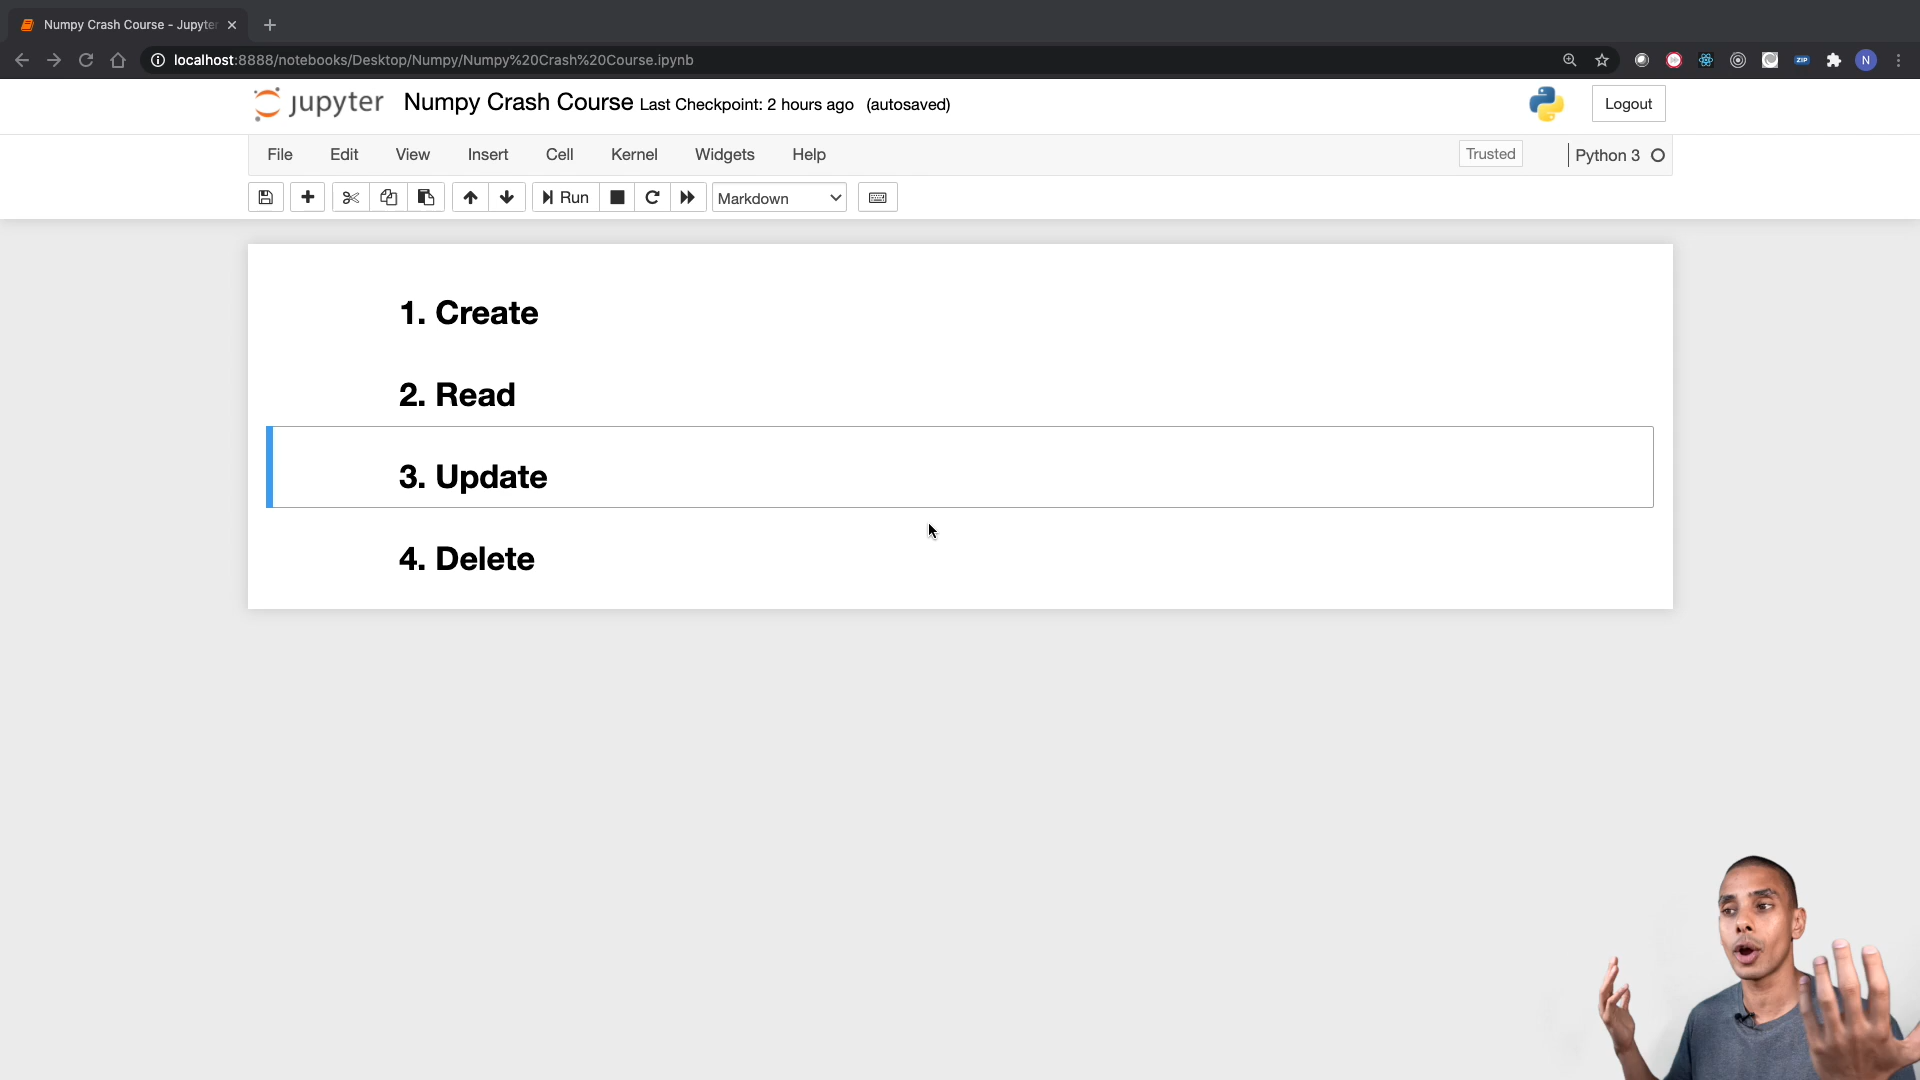 Numpy Crash Course - Jupyter
localhost:8888/notebooks/Desktop/Numpy/Numpy%20Crash%20Course.ipynb
ZIP
N
jupyter Numpy Crash Course Last Checkpoint: 2 hours ago (autosaved)
Logout
File Edit View Insert Cell Kernel Widgets Help
Trusted
Python 3
Run
Markdown
1. Create
2. Read
3. Update
4. Delete